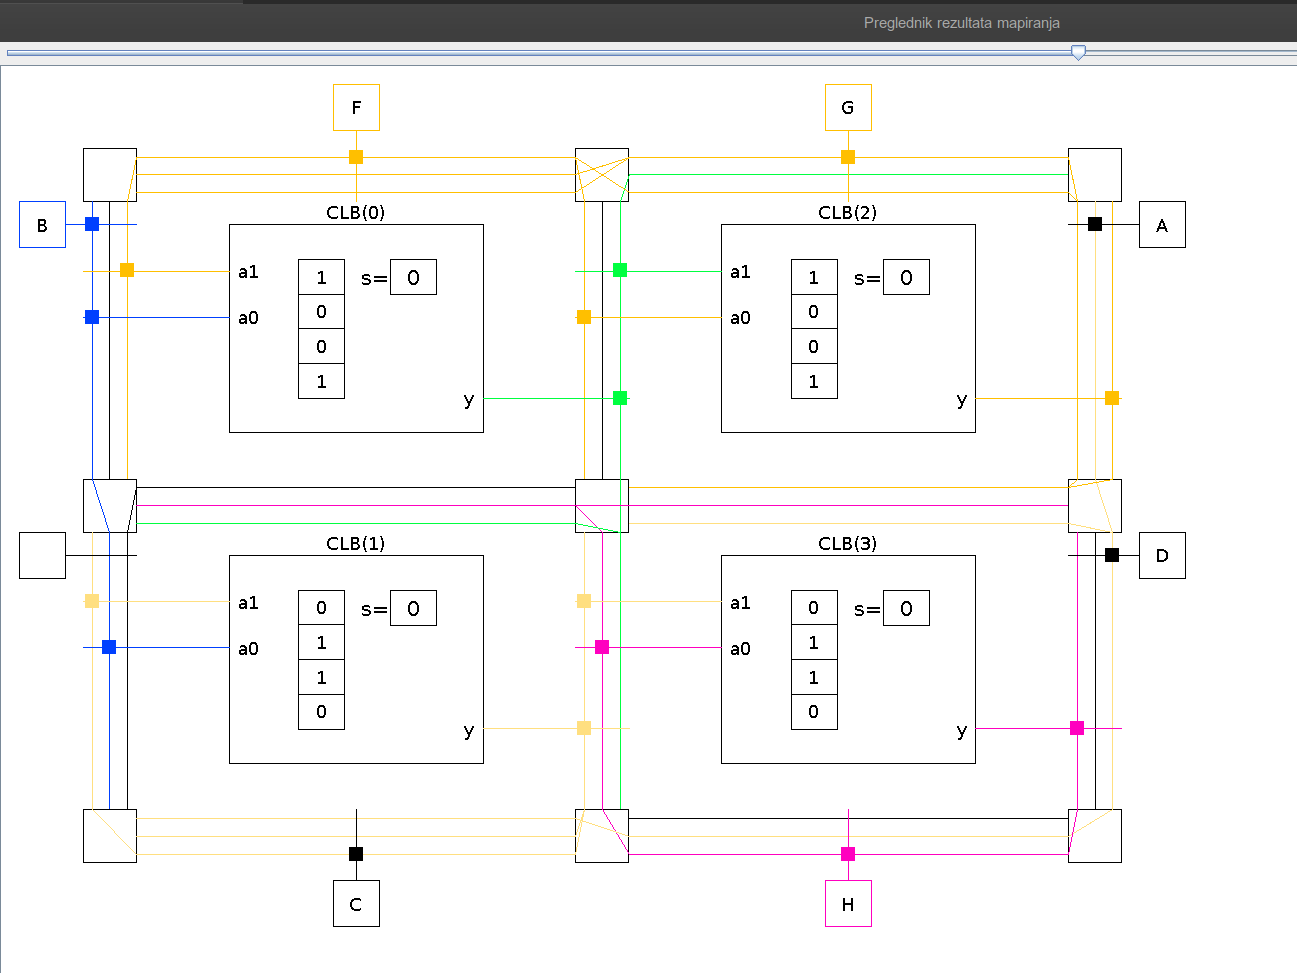 Preglednik rezultata mapiranja
F
G
B
A
CLB(0)
a1
a0
1
0
0
1
s= 0
y
CLB(2)
a1
a0
1
0
0
1
s= 0
y
D
CLB(1)
a1
a0
0
1
1
0
s= 0
y
CLB(3)
a1
a0
0
1
1
0
s= 0
y
C
H